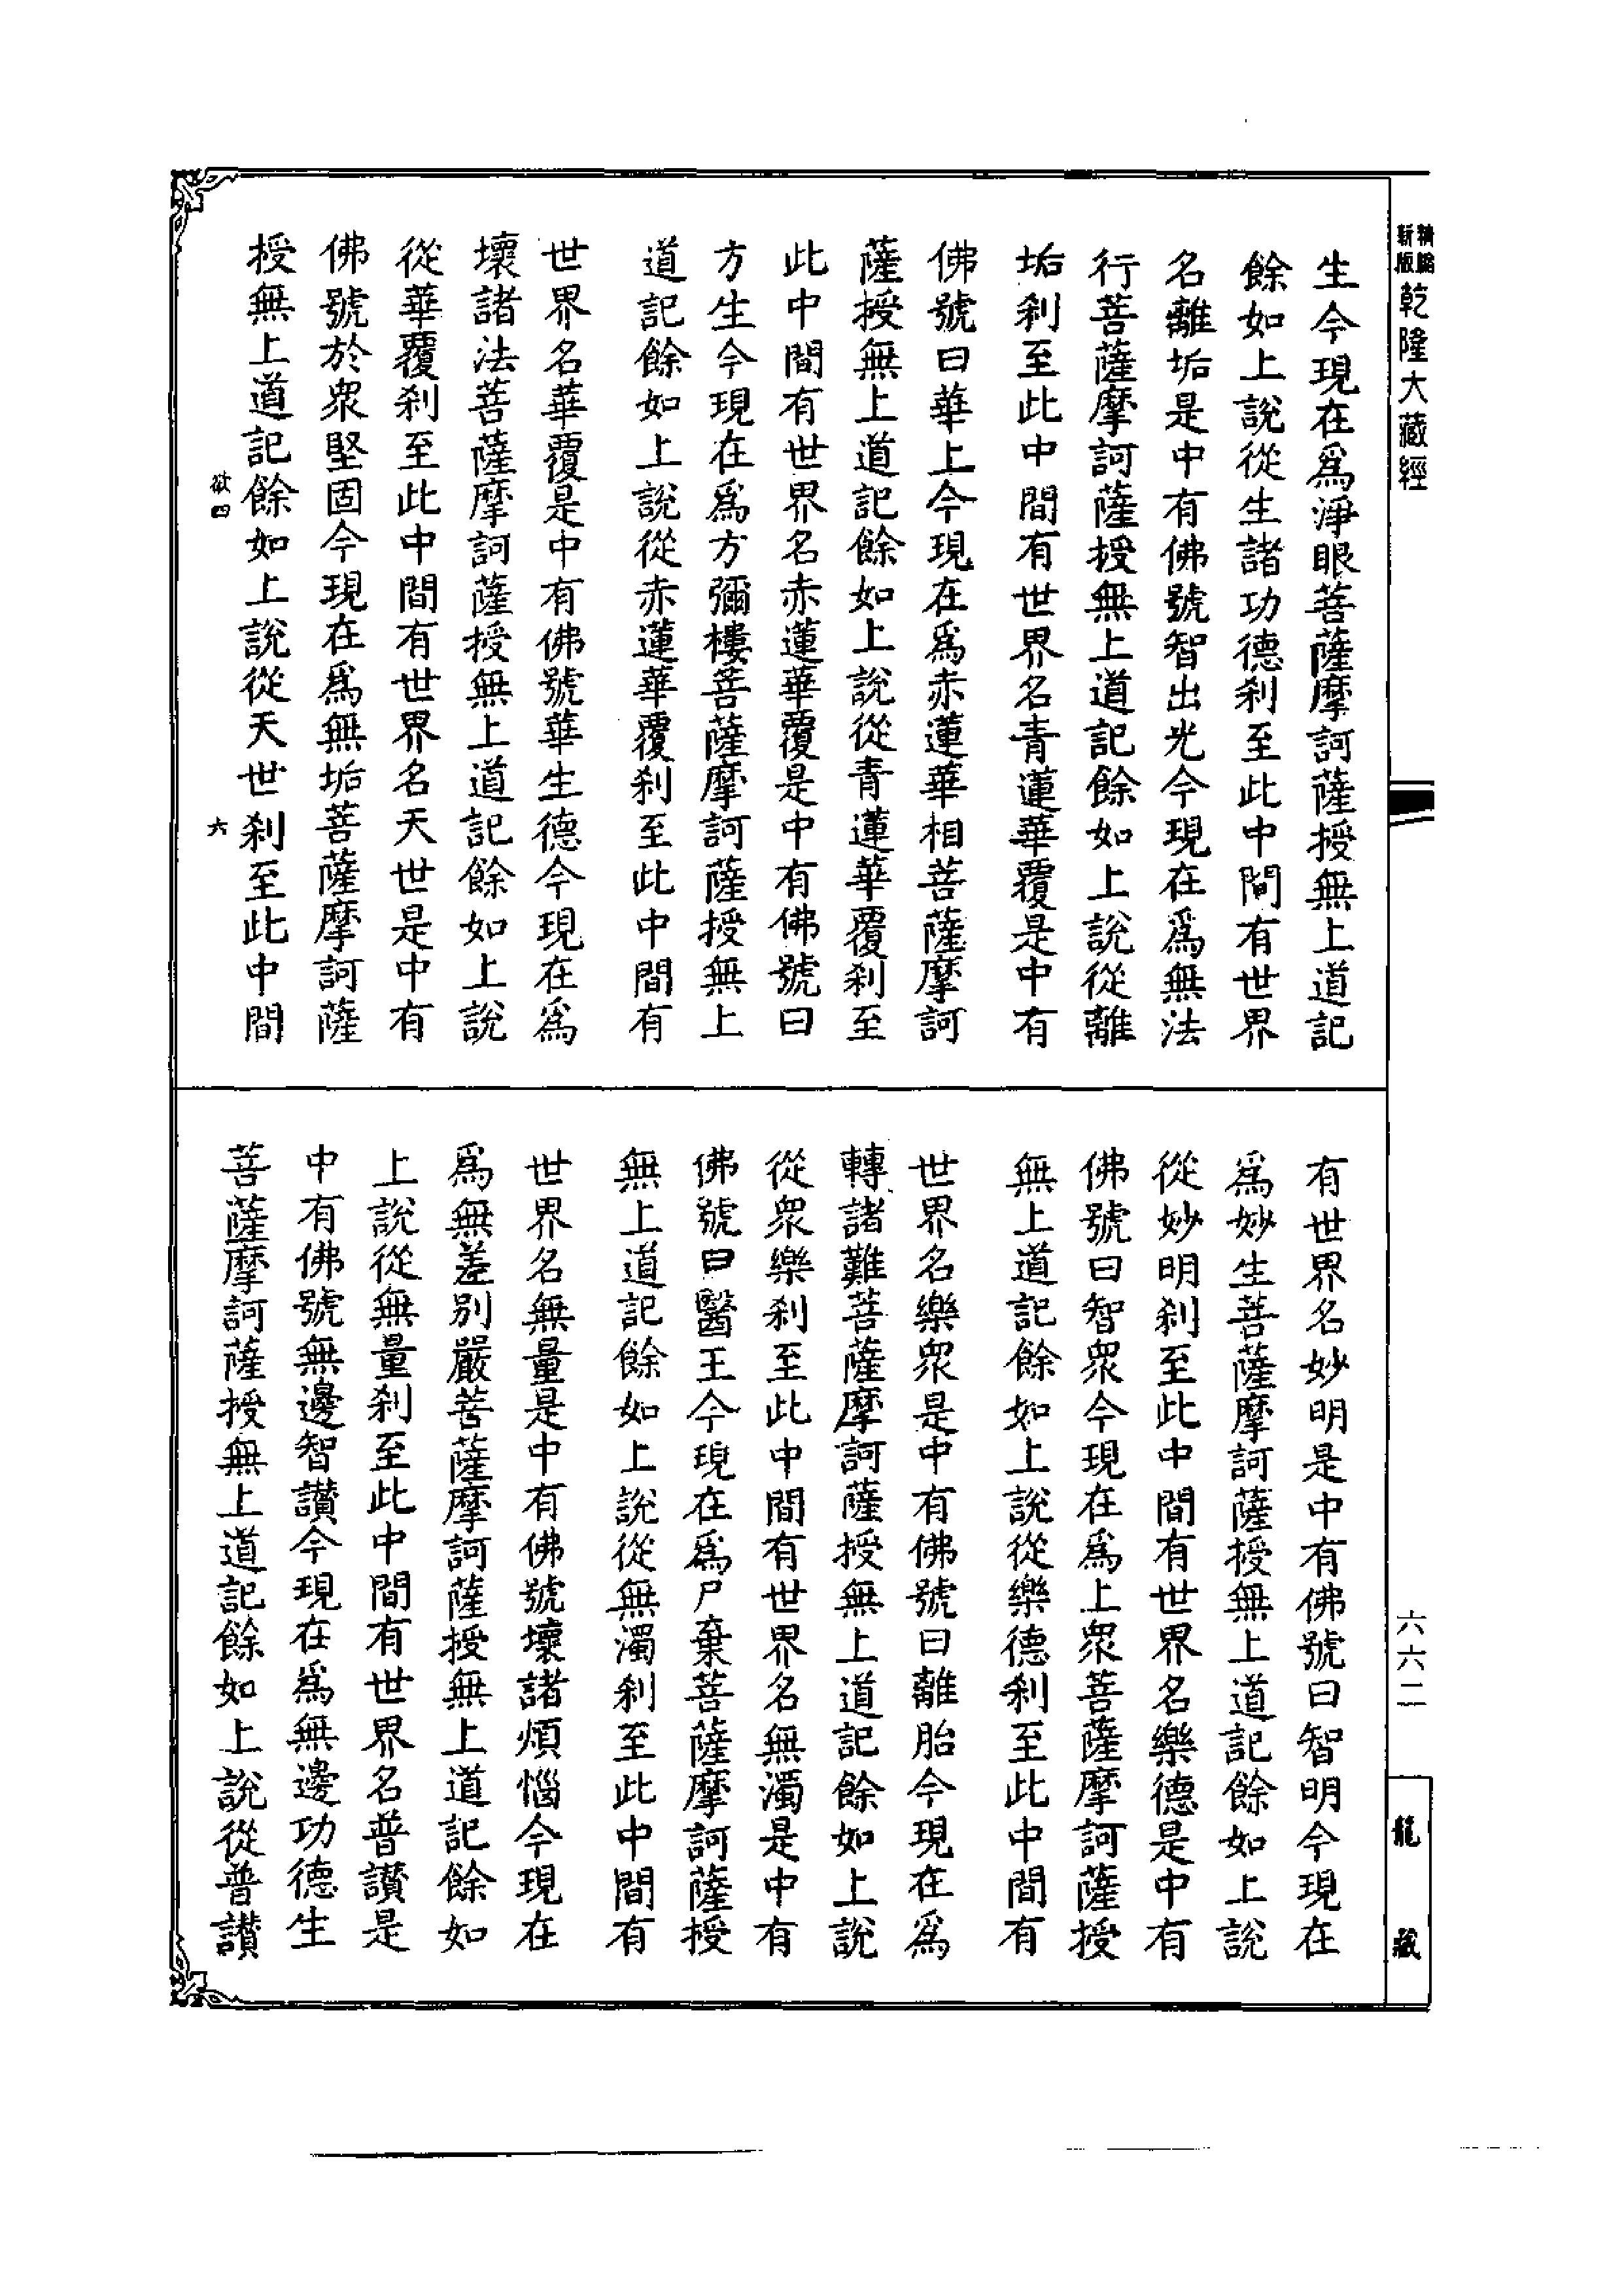 新版
精縮
乾隆大藏經
生今現在爲淨眼菩薩摩訶薩授無上道記
餘如上說從生諸功德刹至此中間有世界
名離垢是中有佛號智出光今現在爲無法
行菩薩摩訶薩授無上道記餘如上說從離
垢刹至此中間有世界名青蓮華覆是中有
佛號曰華上今現在爲赤蓮華相菩薩摩訶
薩授無上道記餘如上說從青蓮華覆刹至
此中間有世界名赤蓮華覆是中有佛號曰
方生今現在爲方彌樓菩薩摩訶薩授無上
道記餘如上說從赤蓮華覆刹至此中間有
世界名華覆是中有佛號華生德今現在爲
壞諸法菩薩摩訶薩授無上道記餘如上說
從華覆刹至此中間有世界名天世是中有
佛號於衆堅固今現在爲無垢菩薩摩訶薩
授無上道記餘如上說從天世刹至此中間
四
六
有世界名妙明是中有佛號曰智明今現在
爲妙生菩薩摩訶薩授無上道記餘如上說
從妙明刹至此中間有世界名樂德是中有
佛號曰智衆今現在爲上衆菩薩摩訶薩授
無上道記餘如上說從樂德刹至此中間有
世界名樂衆是中有佛號曰離胎今現在爲
轉諸難菩薩摩訶薩授無上道記餘如上說
從衆樂刹至此中間有世界名無濁是中有
佛號曰醫王今現在爲尸棄菩薩摩訶薩授
無上道記餘如上說從無濁刹至此中間有
世界名無量是中有佛號壞諸煩惱今現在
爲無差別嚴菩薩摩訶薩授無上道記餘如
上說從無量刹至此中間有世界名普讚是
中有佛號無邊智讚今現在爲無邊功德生
菩薩摩訶薩授無上道記餘如上說從普讚
六六二
龍藏